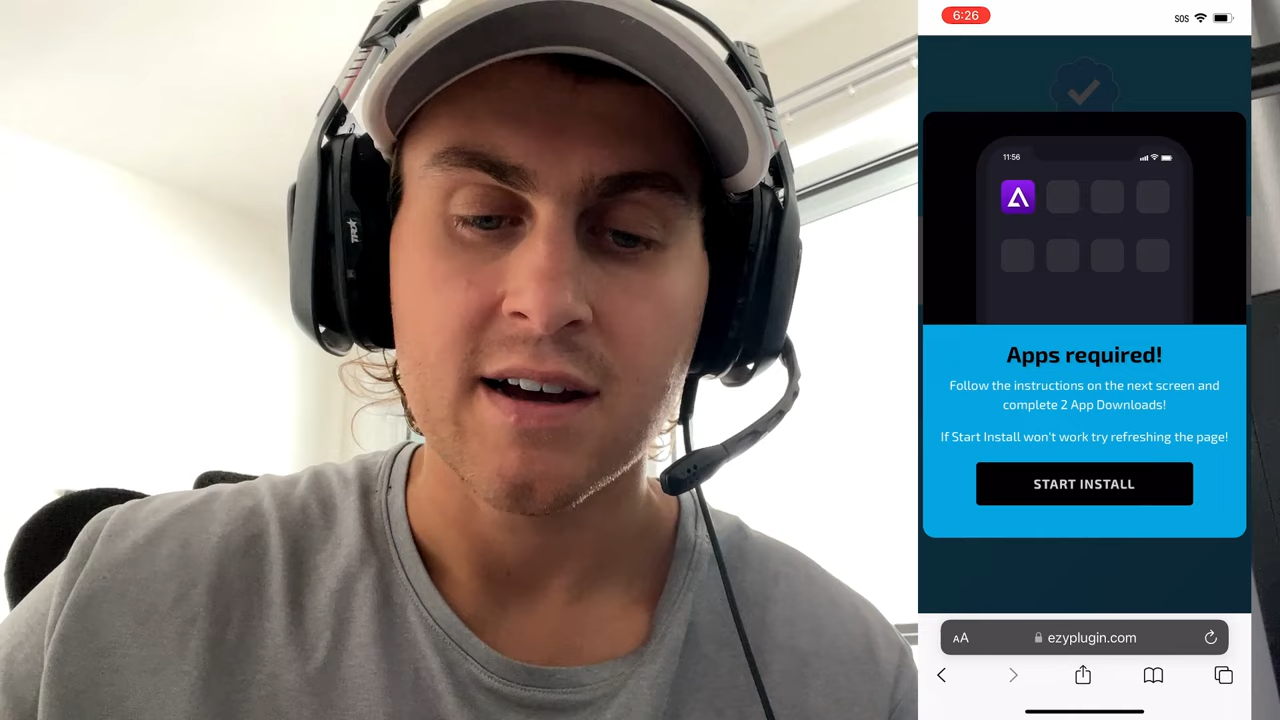 6:26
SOS
11:56
Apps required!
Follow the instructions on the next screen and
complete 2 App Downloads!
If Start Install won't work try refreshing the page!
START INSTALL
AA
ezyplugin.com